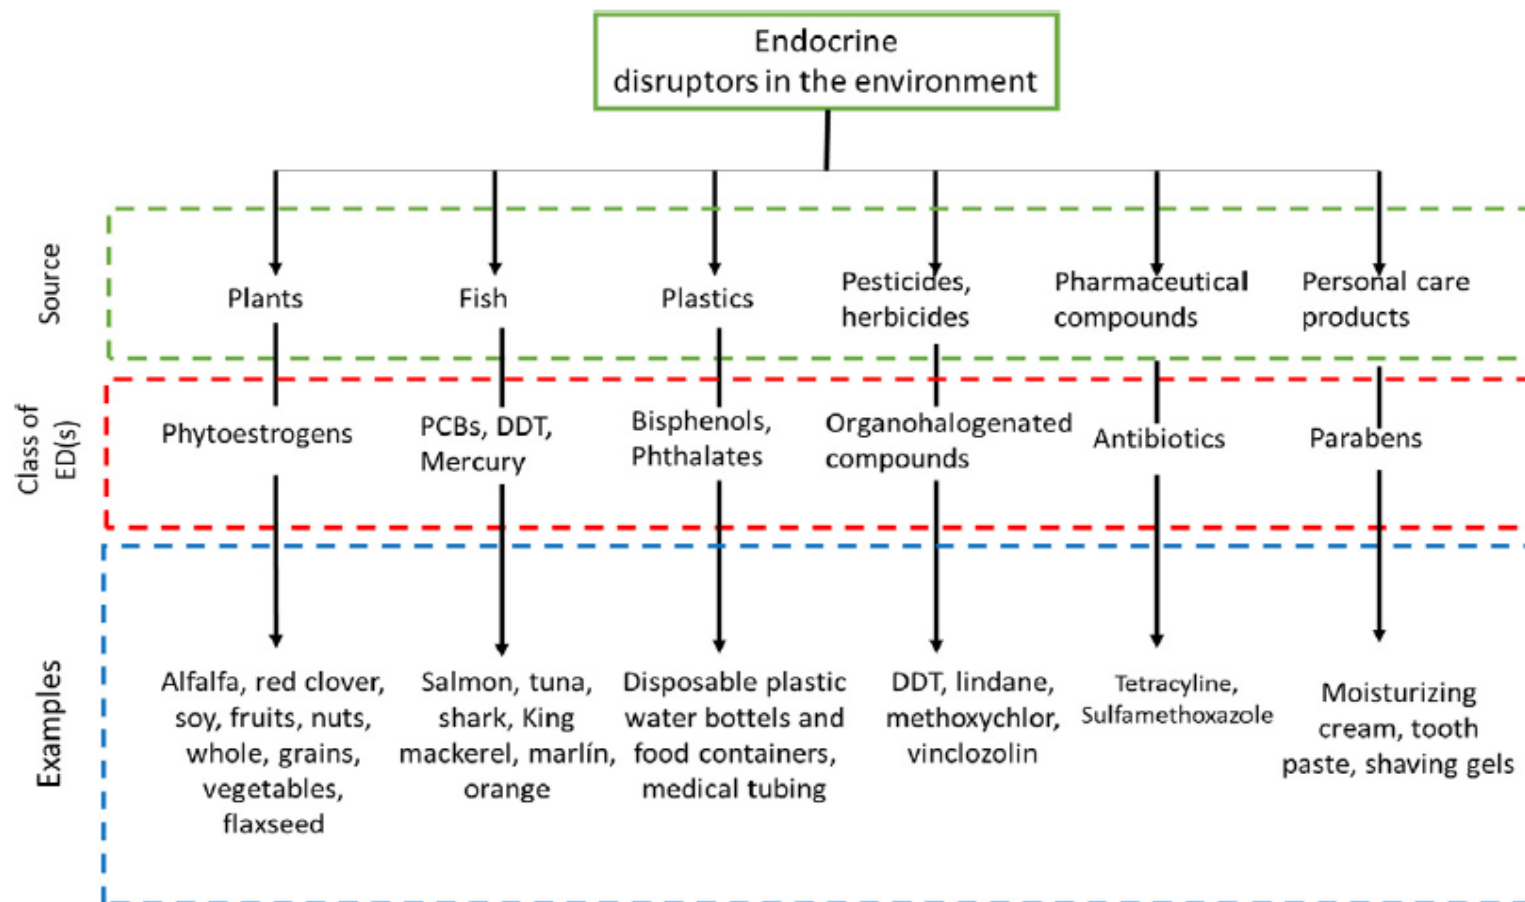 Endocrine
disruptors in the environment
Source
Plants
Fish
Plastics
Pesticides,
herbicides
Pharmaceutical
compounds
Personal care
products
Class of
ED(s)
Phytoestrogens
PCBs, DDT,
Mercury
Bisphenols,
Phthalates
Organohalogenated
compounds
Antibiotics
Parabens
Examples
Alfalfa, red clover,
soy, fruits, nuts,
whole, grains,
vegetables,
flaxseed
Salmon, tuna,
shark, King
mackerel, marlín,
orange
Disposable plastic
water bottels and
food containers,
medical tubing
DDT, lindane,
methoxychlor,
vinclozolin
Tetracyline,
Sulfamethoxazole
Moisturizing
cream, tooth
paste, shaving gels